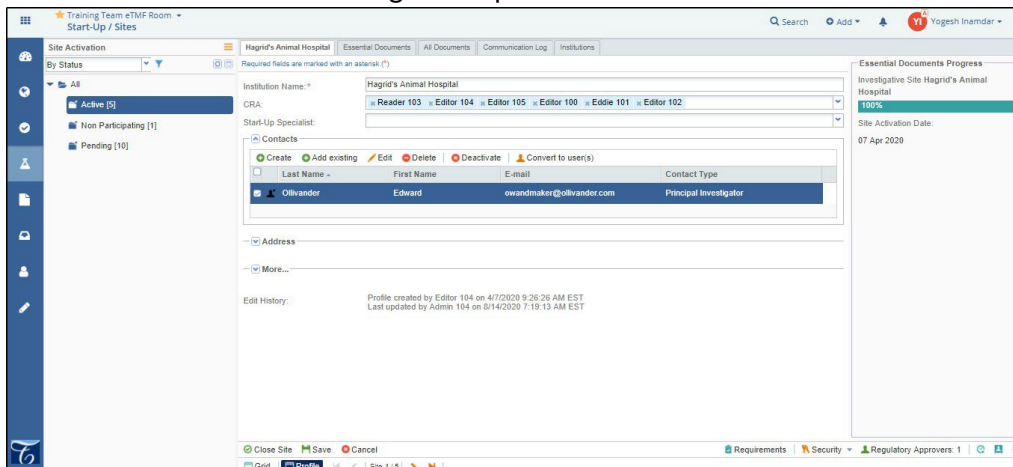 Training Team eTMF Room
Start-Up / Sites
Search
Add
A
YI
Yogesh Inamdar
Site Activation
By Status
All
Active [5]
Non Participating [1]
Pending [10]
Hagrid's Animal Hospital
Essential Documents
All Documents
Communication Log
Institutions
Required fields are marked with an asterisk (*)
Institution Name: *
Hagrid's Animal Hospital
CRA:
Reader 103 Editor 104 Editor 105 Editor 100 Eddie 101 Editor 102
Start-Up Specialist:
Contacts
Create Add existing Edit Delete Deactivate Convert to user(s)
Last Name First Name E-mail Contact Type
Ollivander Edward owandmaker@ollivander.com Principal Investigator
Address
More...
Edit History:
Profile created by Editor 104 on 4/7/2020 9:26:26 AM EST
Last updated by Admin 104 on 8/14/2020 7:19:13 AM EST
Essential Documents Progress
Investigative Site Hagrid's Animal
Hospital
100%
Site Activation Date:
07 Apr 2020
Close Site Save Cancel
Requirements Security Regulatory Approvers: 1
Grid Profile Site 1/5